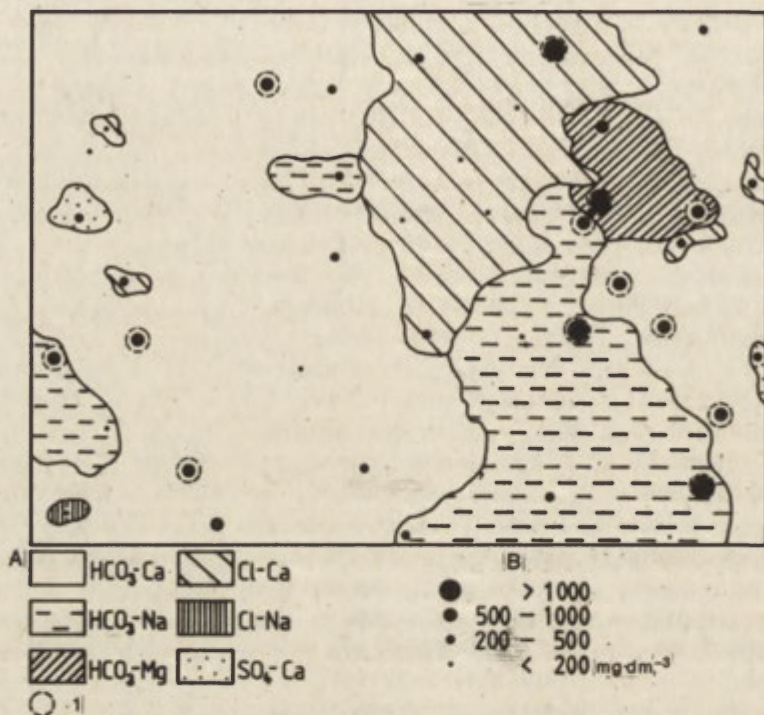 A| HCO₃-Ca Cl-Ca
HCO₃-Na Cl-Na
HCO₃-Mg SO₄-Ca
1|
|B|
> 1000
500 – 1000
200 – 500
< 200 |mg·dm,⁻³|